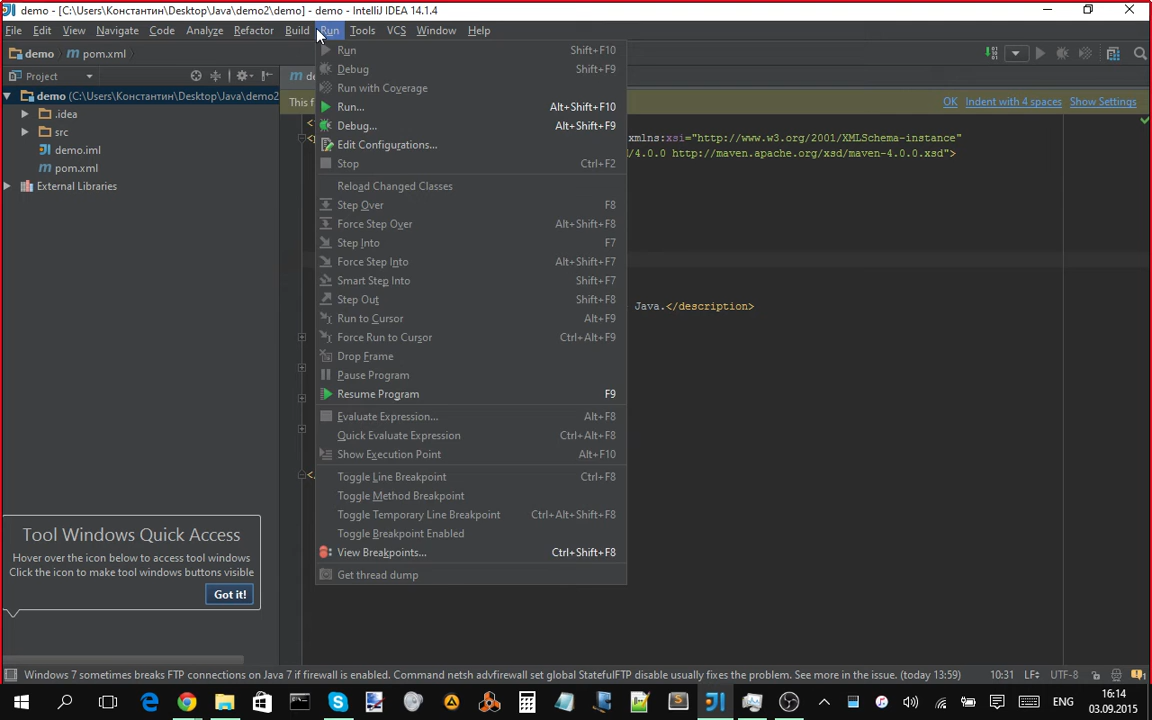 demo - [C:\Users\Константин\Desktop\Java\demo2\demo] - demo - IntelliJ IDEA 14.1.4
File Edit View Navigate Code Analyze Refactor Build Run Tools VCS Window Help
demo pom.xml
Run Shift+F10
Project
Debug Shift+F9
Run with Coverage
demo (C:\Users\Константин\Desktop\Java\demo2
This f
OK Indent with 4 spaces Show Settings
Run... Alt+Shift+F10
.idea
Debug... Alt+Shift+F9
src
xmlns:xsi="http://www.w3.org/2001/XMLSchema-instance"
Edit Configurations...
demo.iml
/4.0.0 http://maven.apache.org/xsd/maven-4.0.0.xsd">
Stop Ctrl+F2
pom.xml
External Libraries
Reload Changed Classes
Step Over F8
Force Step Over Alt+Shift+F8
Step Into F7
Force Step Into Alt+Shift+F7
Smart Step Into Shift+F7
Step Out Shift+F8
Java.</description>
Run to Cursor Alt+F9
Force Run to Cursor Ctrl+Alt+F9
Drop Frame
Pause Program
Resume Program F9
Evaluate Expression... Alt+F8
Quick Evaluate Expression Ctrl+Alt+F8
Show Execution Point Alt+F10
Toggle Line Breakpoint Ctrl+F8
Toggle Method Breakpoint
Toggle Temporary Line Breakpoint Ctrl+Alt+Shift+F8
Toggle Breakpoint Enabled
View Breakpoints... Ctrl+Shift+F8
Get thread dump
Tool Windows Quick Access
Hover over the icon below to access tool windows
Click the icon to make tool windows buttons visible
Got it!
Windows 7 sometimes breaks FTP connections on Java 7 if firewall is enabled. Command netsh advfirewall set global StatefulFTP disable usually fixes the problem. See more in the issue. (today 13:59)
10:31 LF UTF-8
ENG
16:14
03.09.2015